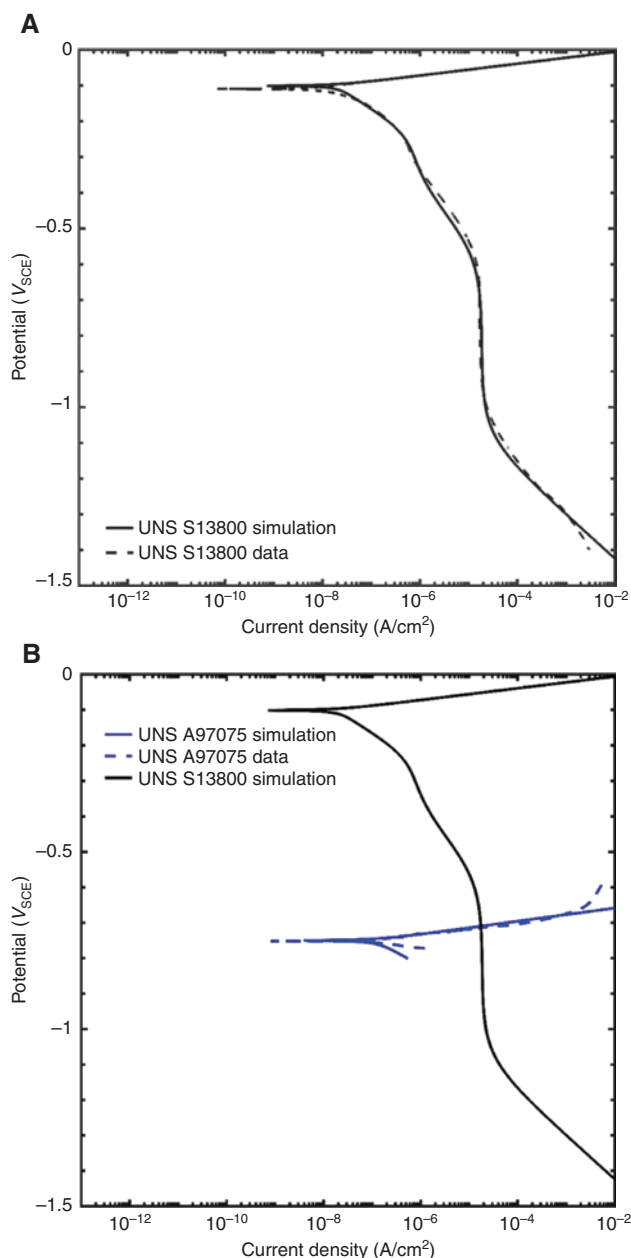 A
0
−0.5
−1
−1.5
Potential (V_SCE)
UNS S13800 simulation
UNS S13800 data
10⁻¹² 10⁻¹⁰ 10⁻⁸ 10⁻⁶ 10⁻⁴ 10⁻²
Current density (A/cm²)
B
0
−0.5
−1
−1.5
Potential (V_SCE)
UNS A97075 simulation
UNS A97075 data
UNS S13800 simulation
10⁻¹² 10⁻¹⁰ 10⁻⁸ 10⁻⁶ 10⁻⁴ 10⁻²
Current density (A/cm²)